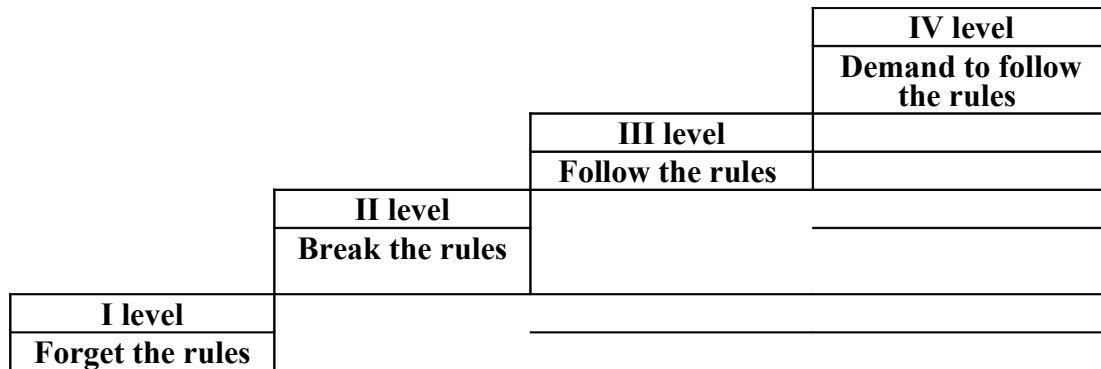 IV level
Demand to follow
the rules
III level
Follow the rules
II level
Break the rules
I level
Forget the rules